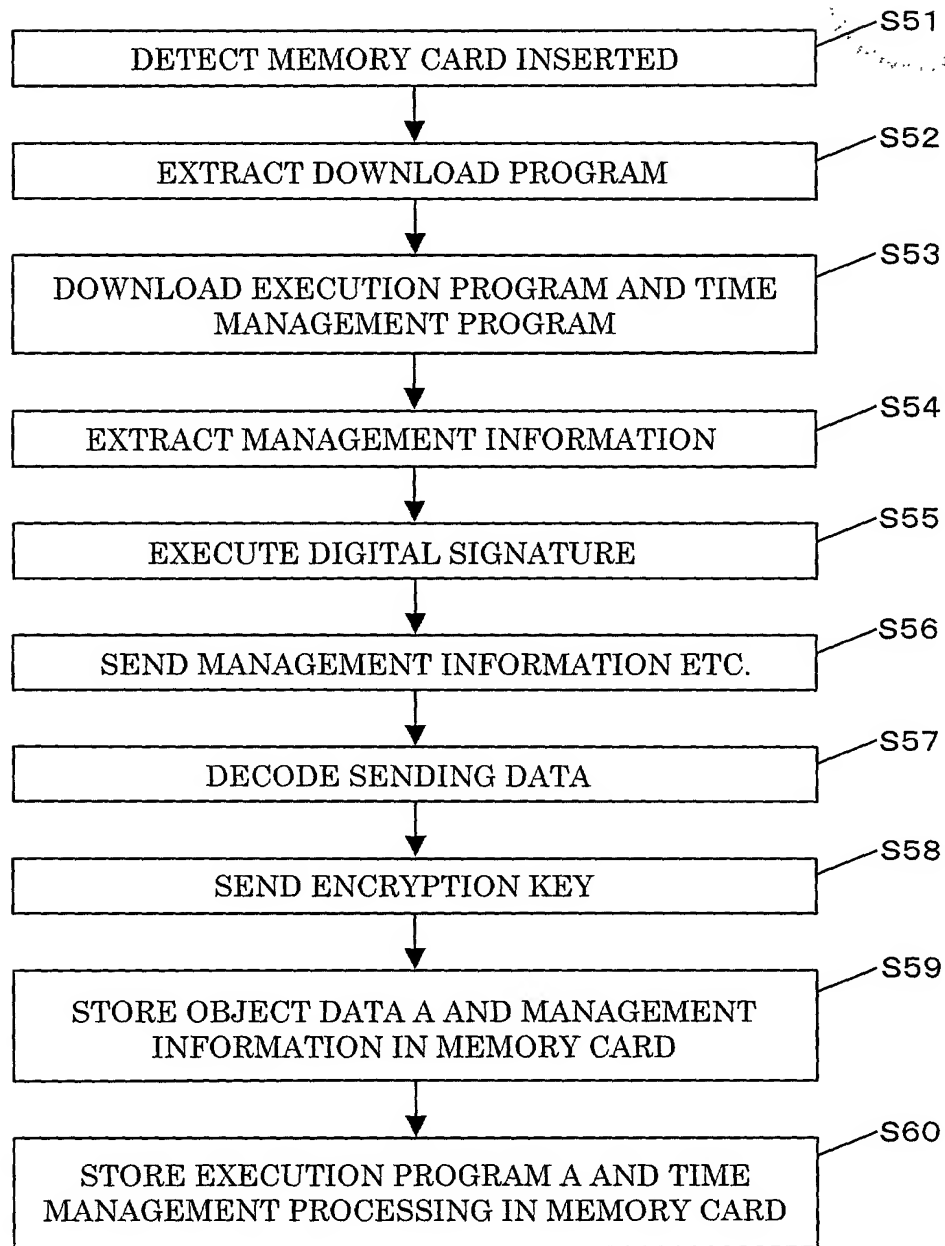 S51
DETECT MEMORY CARD INSERTED
S52
EXTRACT DOWNLOAD PROGRAM
S53
DOWNLOAD EXECUTION PROGRAM AND TIME
MANAGEMENT PROGRAM
S54
EXTRACT MANAGEMENT INFORMATION
S55
EXECUTE DIGITAL SIGNATURE
S56
SEND MANAGEMENT INFORMATION ETC.
S57
DECODE SENDING DATA
S58
SEND ENCRYPTION KEY
S59
STORE OBJECT DATA A AND MANAGEMENT
INFORMATION IN MEMORY CARD
S60
STORE EXECUTION PROGRAM A AND TIME
MANAGEMENT PROCESSING IN MEMORY CARD